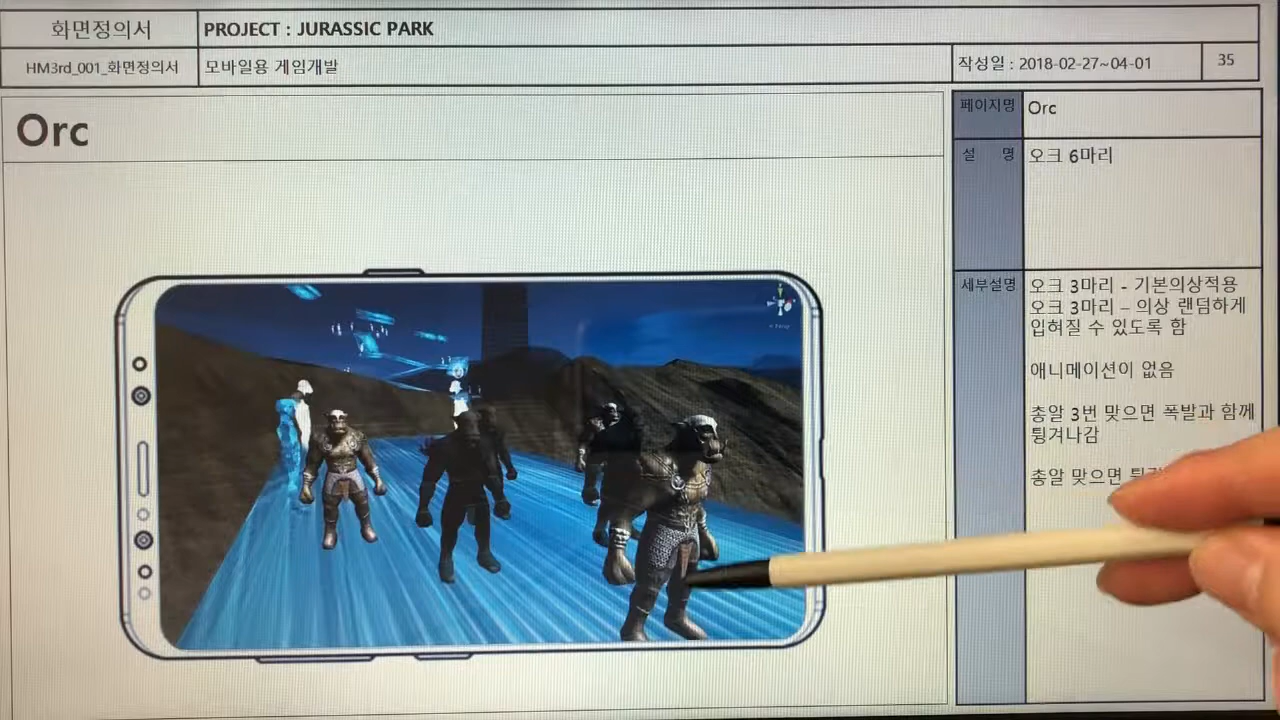 화면정의서
PROJECT : JURASSIC PARK
HM3rd_001_화면정의서
모바일용 게임개발
작성일 : 2018-02-27~04-01
35
Orc
페이지명
Orc
설 명
오크 6마리
세부설명
오크 3마리 - 기본의상적용
오크 3마리 – 의상 랜덤하게
입혀질 수 있도록 함
애니메이션이 없음
총알 3번 맞으면 폭발과 함께
튕겨나감
총알 맞으면